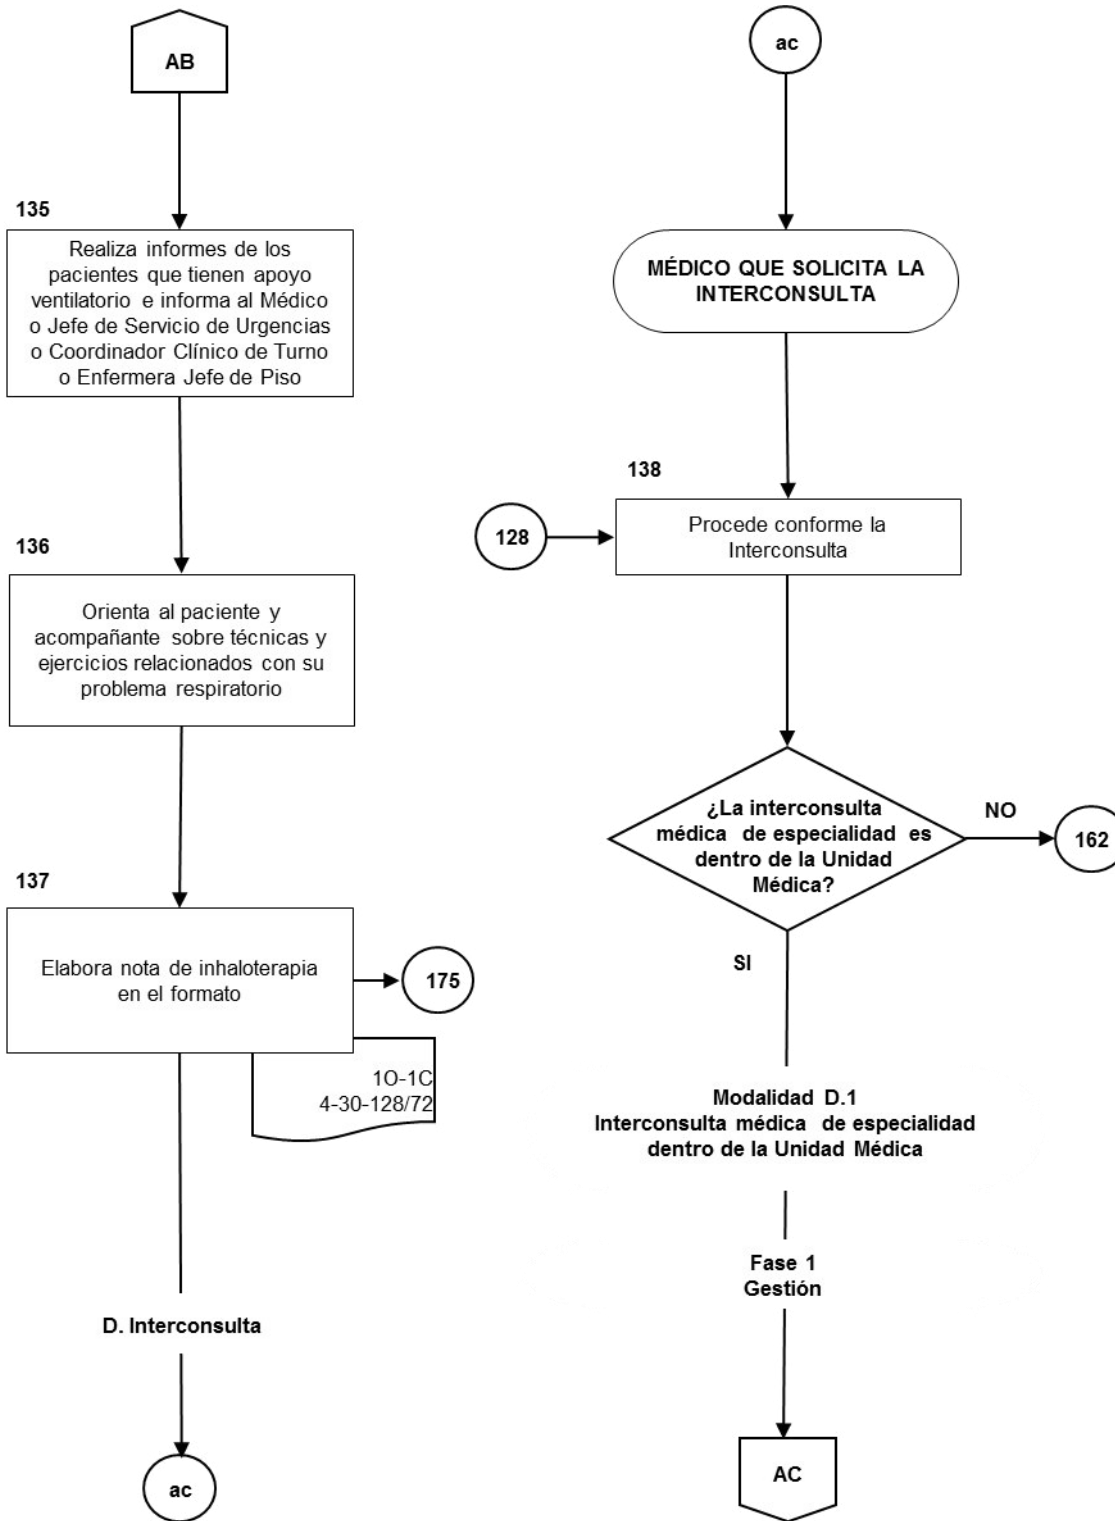 AB
135
Realiza informes de los
pacientes que tienen apoyo
ventilatorio e informa al Médico
o Jefe de Servicio de Urgencias
o Coordinador Clínico de Turno
o Enfermera Jefe de Piso
136
Orienta al paciente y
acompañante sobre técnicas y
ejercicios relacionados con su
problema respiratorio
137
Elabora nota de inhaloterapia
en el formato
175
1O-1C
4-30-128/72
D. Interconsulta
ac
ac
MÉDICO QUE SOLICITA LA
INTERCONSULTA
138
128
Procede conforme la
Interconsulta
¿La interconsulta
médica de especialidad es
dentro de la Unidad
Médica?
NO
162
SI
Modalidad D.1
Interconsulta médica de especialidad
dentro de la Unidad Médica
Fase 1
Gestión
AC